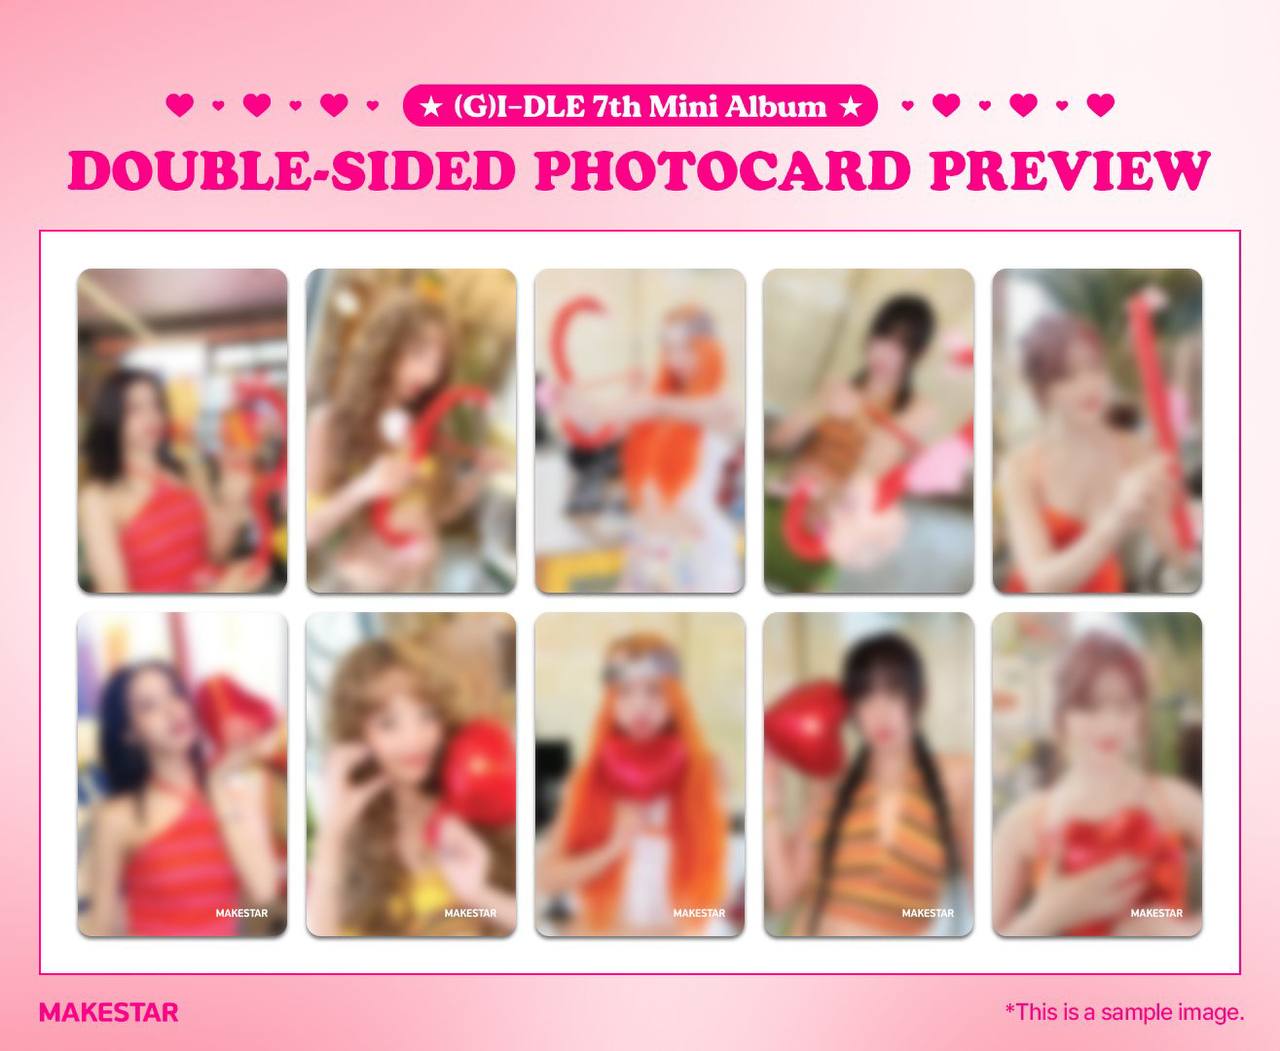 ★ (G)I-DLE 7th Mini Album ★
DOUBLE-SIDED PHOTOCARD PREVIEW
MAKESTAR
MAKESTAR
MAKESTAR
MAKESTAR
MAKESTAR
MAKESTAR
*This is a sample image.